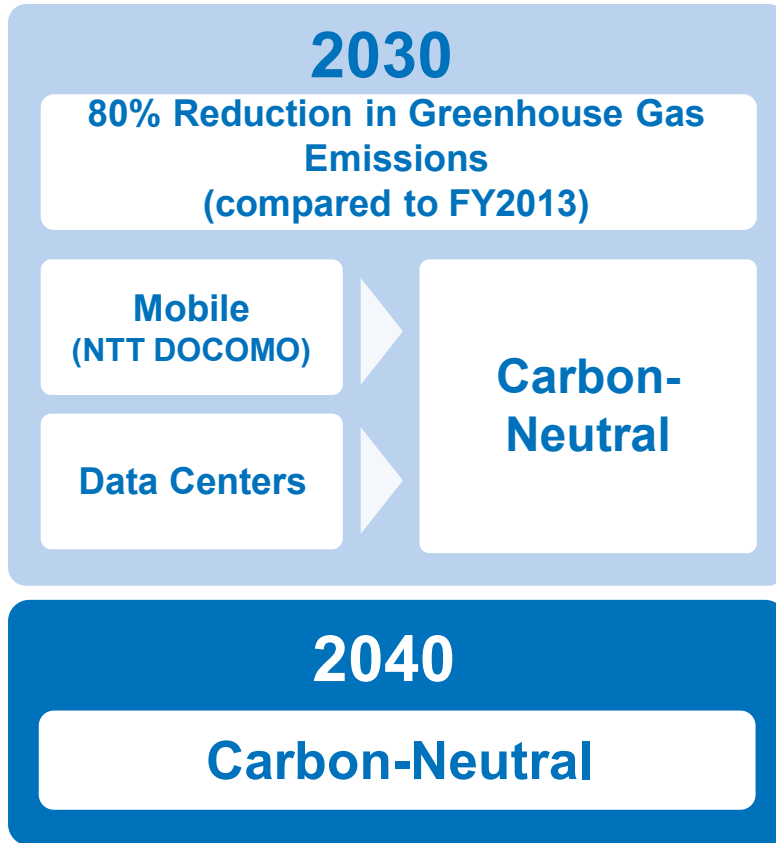 2030
80% Reduction in Greenhouse Gas
Emissions
(compared to FY2013)
Mobile
(NTT DOCOMO)
Data Centers
Carbon-
Neutral
2040
Carbon-Neutral